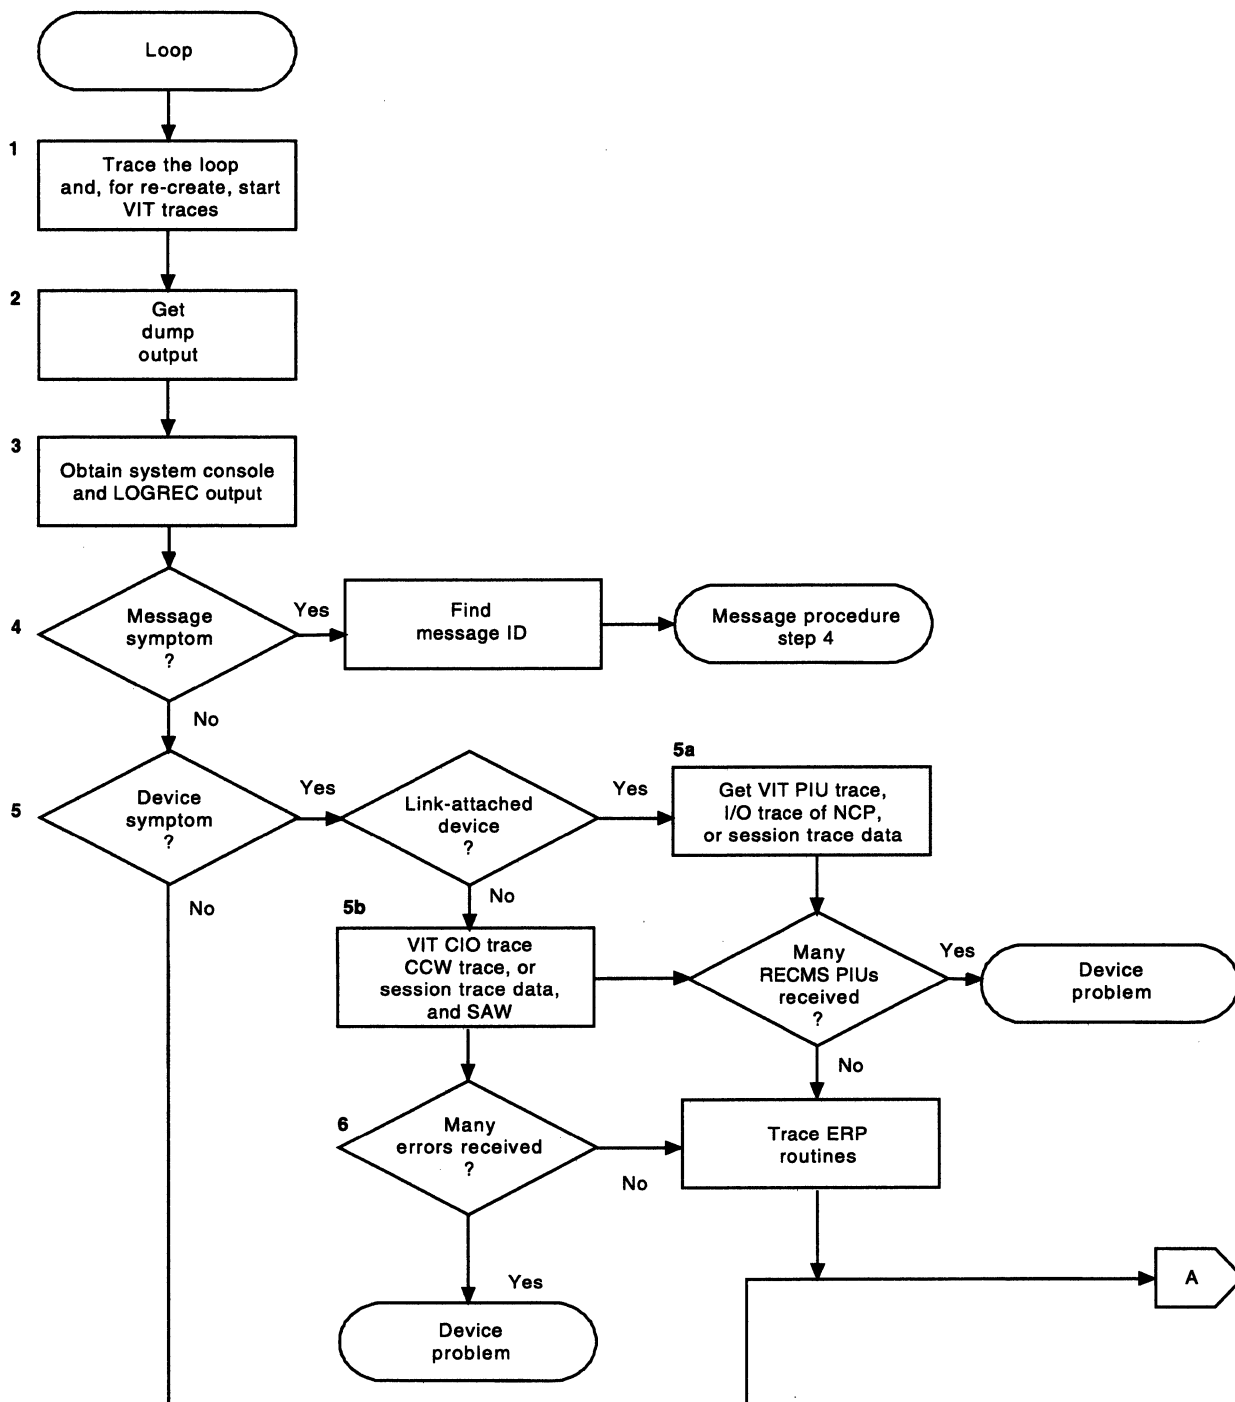 Loop
1
Trace the loop
and, for re-create, start
VIT traces
2
Get
dump
output
3
Obtain system console
and LOGREC output
4
Message
symptom
?
Yes
Find
message ID
Message procedure
step 4
No
5
Device
symptom
?
Yes
Link-attached
device
?
Yes
5a
Get VIT PIU trace,
I/O trace of NCP,
or session trace data
No
No
5b
VIT CIO trace
CCW trace, or
session trace data,
and SAW
Many
RECMS PIUs
received
?
Yes
Device
problem
No
6
Many
errors received
?
No
Trace ERP
routines
Yes
Device
problem
A